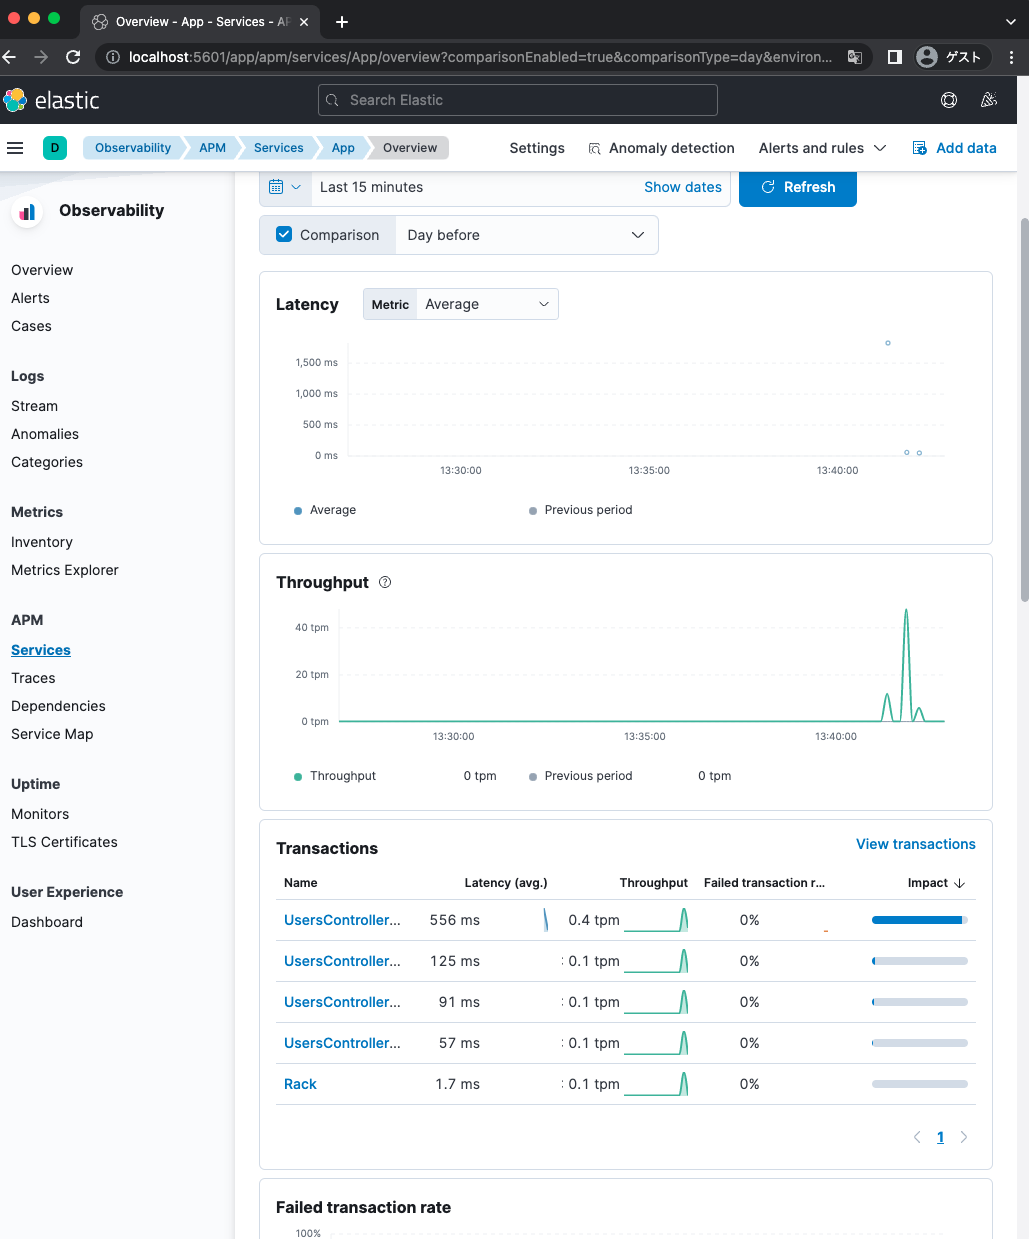 Overview - App - Services - AP
localhost:5601/app/apm/services/App/overview?comparisonEnabled=true&comparisonType=day&environ...
ゲスト
elastic
Search Elastic
D
Observability
APM
Services
App
Overview
Settings
Anomaly detection
Alerts and rules
Add data
Observability
Overview
Alerts
Cases
Logs
Stream
Anomalies
Categories
Metrics
Inventory
Metrics Explorer
APM
Services
Traces
Dependencies
Service Map
Uptime
Monitors
TLS Certificates
User Experience
Dashboard
Last 15 minutes
Show dates
Refresh
Comparison
Day before
Latency
Metric
Average
1,500 ms
1,000 ms
500 ms
0 ms
13:30:00
13:35:00
13:40:00
Average
Previous period
Throughput
40 tpm
20 tpm
0 tpm
13:30:00
13:35:00
13:40:00
Throughput
0 tpm
Previous period
0 tpm
Transactions
View transactions
Name Latency (avg.) Throughput Failed transaction r... Impact
UsersController... 556 ms 0.4 tpm 0%
UsersController... 125 ms 0.1 tpm 0%
UsersController... 91 ms 0.1 tpm 0%
UsersController... 57 ms 0.1 tpm 0%
Rack 1.7 ms 0.1 tpm 0%
1
Failed transaction rate
100%